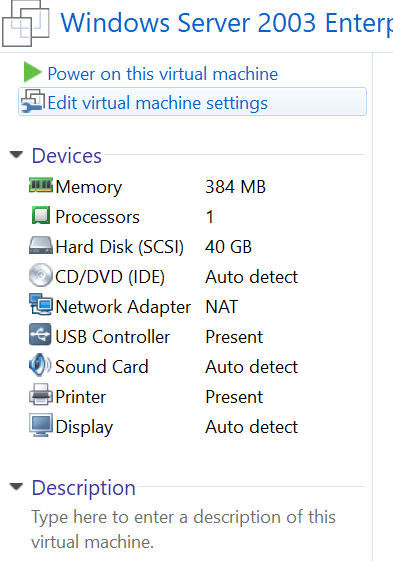 Windows Server 2003 Enterp
Power on this virtual machine
Edit virtual machine settings
Devices
Memory 384 MB
Processors 1
Hard Disk (SCSI) 40 GB
CD/DVD (IDE) Auto detect
Network Adapter NAT
USB Controller Present
Sound Card Auto detect
Printer Present
Display Auto detect
Description
Type here to enter a description of this
virtual machine.